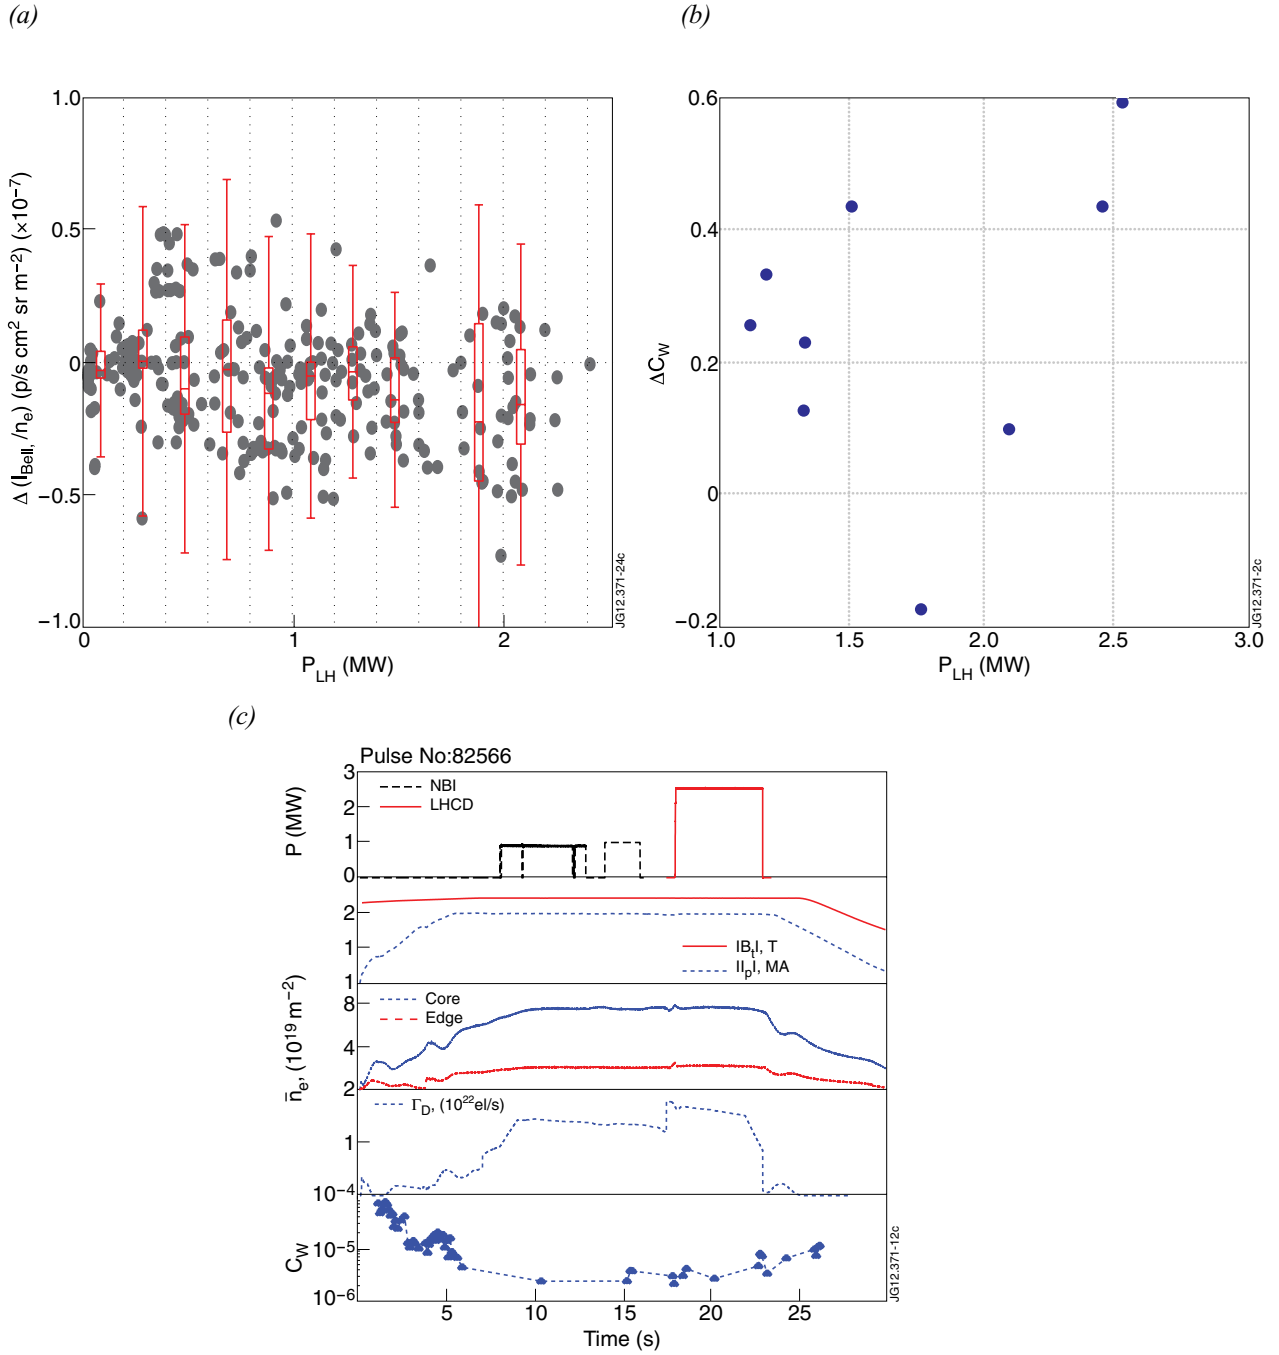 (a)
(b)
1.0
0.5
0
−0.5
−1.0
0
1
2
Δ (I_Bell, /n_e) (p/s cm² sr m⁻²) (×10⁻⁷)
P_LH (MW)
JG12.371-24c
0.6
0.4
0.2
0
−0.2
1.0
1.5
2.0
2.5
3.0
ΔC_W
P_LH (MW)
JG12.371-2c
(c)
Pulse No:82566
3
2
1
0
P (MW)
NBI
LHCD
2
1
1
IB_tI, T
II_pI, MA
8
4
2
n̄_e, (10¹⁹ m⁻²)
Core
Edge
Γ_D, (10²²el/s)
1
10⁻⁴
10⁻⁵
10⁻⁶
C_W
5
10
15
20
25
Time (s)
JG12.371-12c